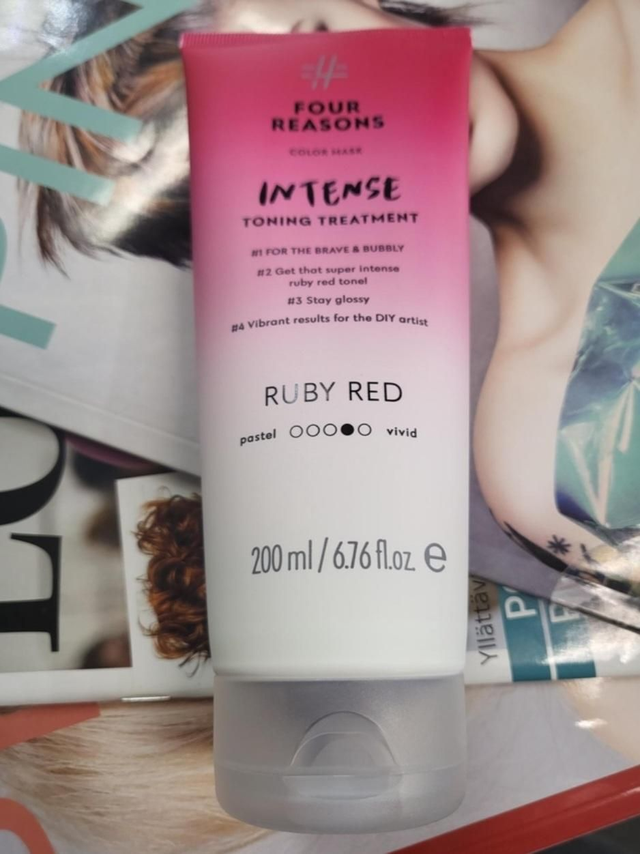 FOUR
REASONS
COLOR MASK
INTENSE
TONING TREATMENT
#1 FOR THE BRAVE & BUBBLY
#2 Get that super intense
ruby red tone!
#3 Stay glossy
#4 Vibrant results for the DIY artist
RUBY RED
pastel vivid
200 ml / 6.76 fl.oz. e
Yllättäv